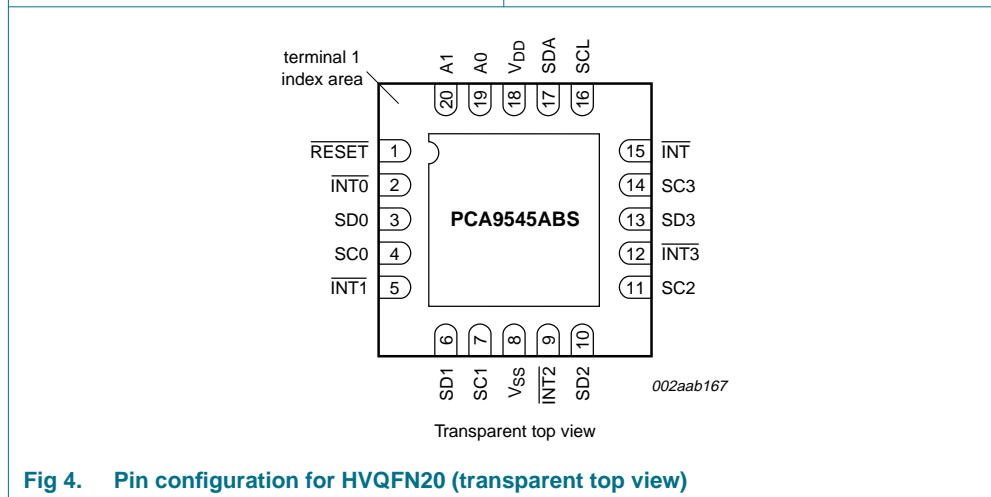 terminal 1
index area
A1
A0
VDD
SDA
SCL
20
19
18
17
16
RESET 1
INT0 2
SD0 3
SC0 4
INT1 5
PCA9545ABS
15 INT
14 SC3
13 SD3
12 INT3
11 SC2
6
7
8
9
10
SD1
SC1
VSS
INT2
SD2
002aab167
Transparent top view
Fig 4. Pin configuration for HVQFN20 (transparent top view)